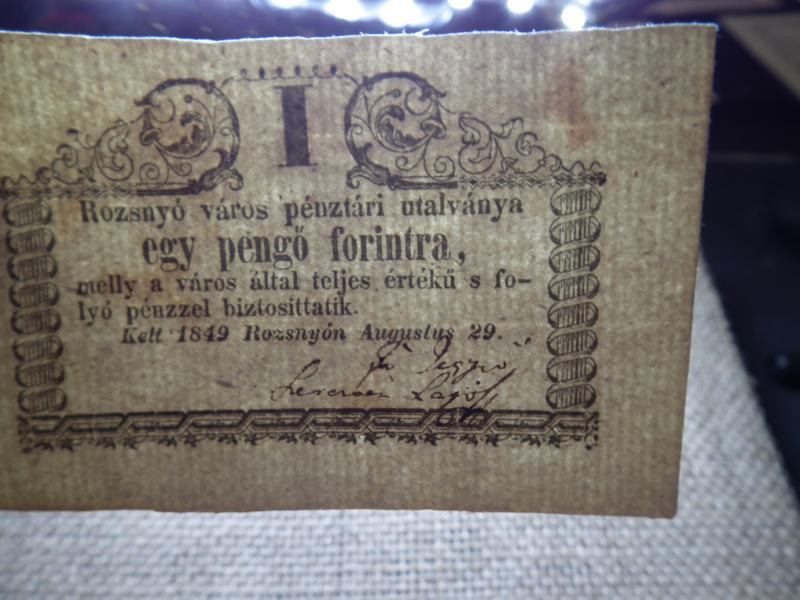 I
Rozsnyó város pénztári utalványa
egy pengő forintra,
melly a város által teljes értékű s fo-
lyó pénzzel biztosittatik.
Kelt 1849 Rozsnyón Augustus 29.
Lajos